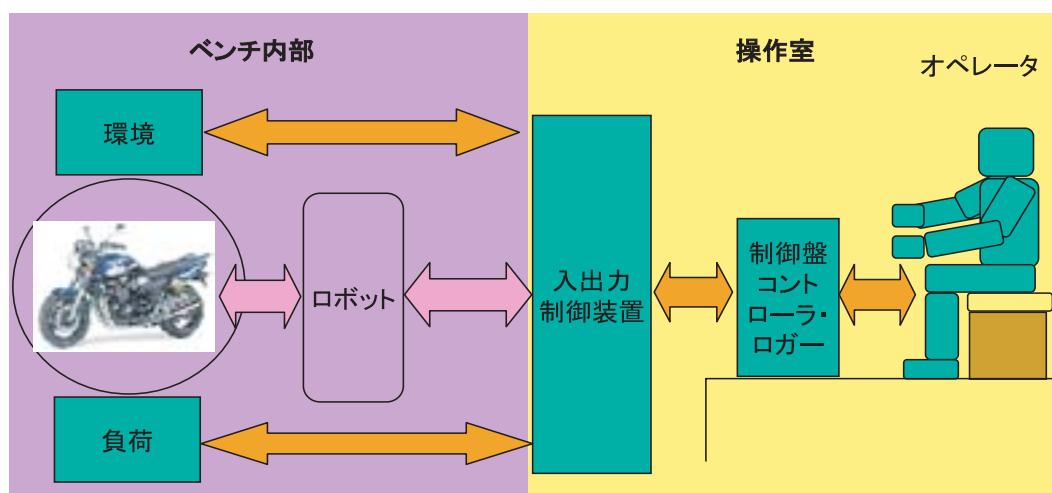 ベンチ内部
操作室
オペレータ
環境
ロボット
負荷
入出力
制御装置
制御盤
コント
ローラ・
ロガー